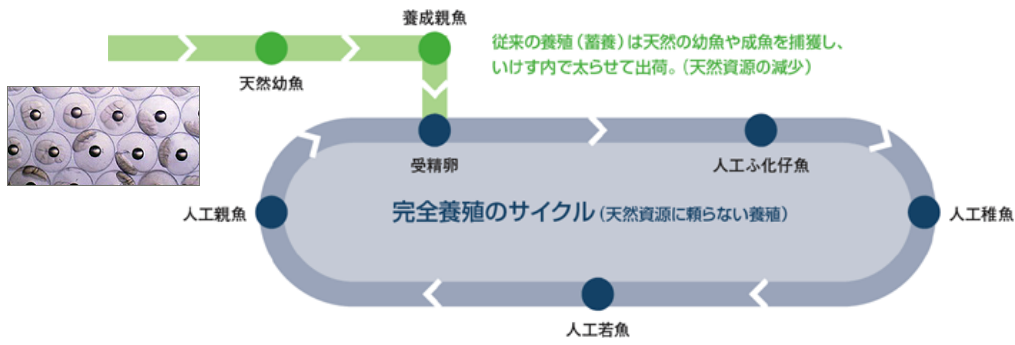 養成親魚
従来の養殖（蓄養）は天然の幼魚や成魚を捕獲し、
いけす内で太らせて出荷。（天然資源の減少）
天然幼魚
受精卵
人工ふ化仔魚
人工親魚
完全養殖のサイクル（天然資源に頼らない養殖）
人工稚魚
人工若魚